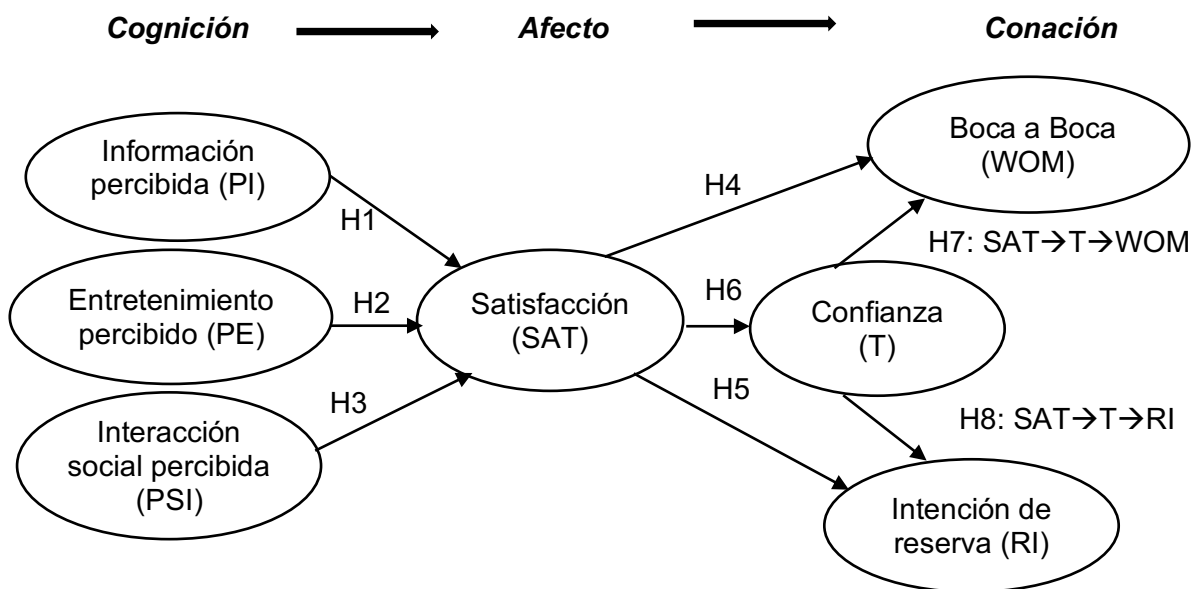 Cognición
Afecto
Conación
Información
percibida (PI)
H1
Entretenimiento
percibido (PE)
H2
Interacción
social percibida
(PSI)
H3
Satisfacción
(SAT)
H4
H6
H5
Boca a Boca
(WOM)
H7: SAT→T→WOM
Confianza
(T)
H8: SAT→T→RI
Intención de
reserva (RI)